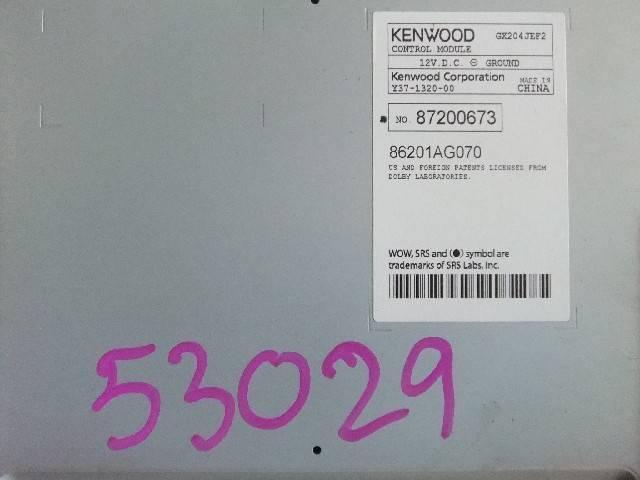 KENWOOD GX204JEF2
CONTROL MODULE
12V.D.C. ⊖ GROUND
Kenwood Corporation MADE IN
Y37-1320-00 CHINA
NO. 87200673
86201AG070
US AND FOREIGN PATENTS LICENSED FROM
DOLBY LABORATORIES.
WOW, SRS and (●) symbol are
trademarks of SRS Labs, Inc.
53029